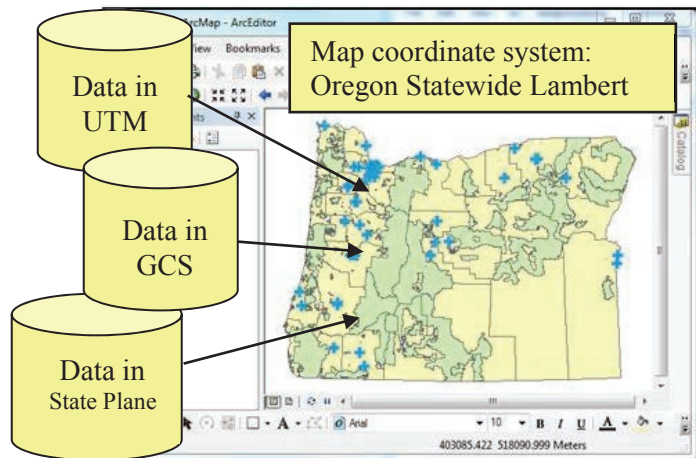 ArcMap - ArcEditor
View Bookmarks
Map coordinate system:
Oregon Statewide Lambert
Data in
UTM
Data in
GCS
Data in
State Plane
Catalog
Arial
10
B I U A
403085.422 518090.999 Meters